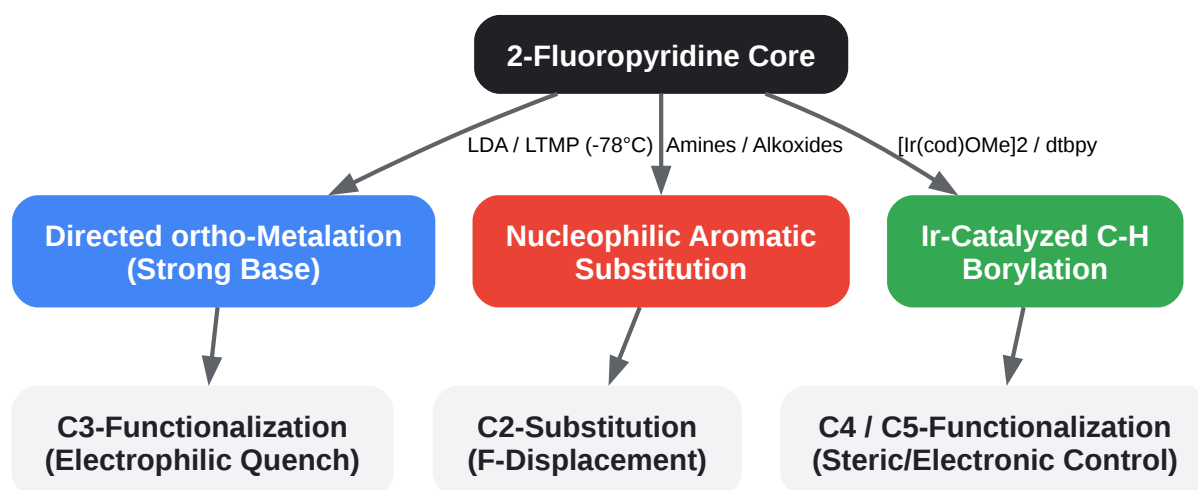 2-Fluoropyridine Core
LDA / LTMP (-78°C)
Amines / Alkoxides
[Ir(cod)OMe]2 / dtbpy
Directed ortho-Metalation
(Strong Base)
Nucleophilic Aromatic
Substitution
Ir-Catalyzed C-H
Borylation
C3-Functionalization
(Electrophilic Quench)
C2-Substitution
(F-Displacement)
C4 / C5-Functionalization
(Steric/Electronic Control)